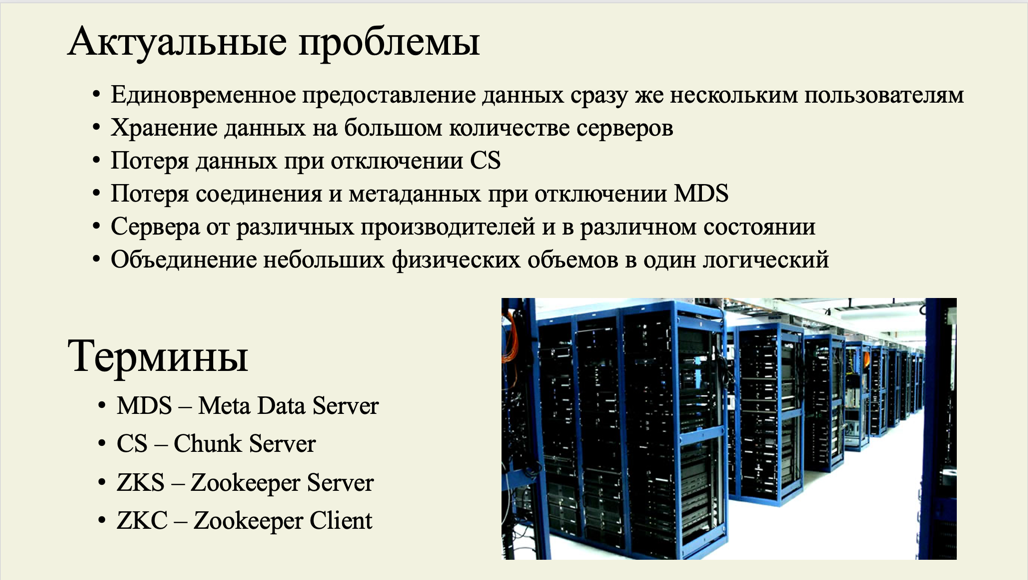 Актуальные проблемы
• Единовременное предоставление данных сразу же нескольким пользователям
• Хранение данных на большом количестве серверов
• Потеря данных при отключении CS
• Потеря соединения и метаданных при отключении MDS
• Сервера от различных производителей и в различном состоянии
• Объединение небольших физических объемов в один логический
Термины
• MDS – Meta Data Server
• CS – Chunk Server
• ZKS – Zookeeper Server
• ZKC – Zookeeper Client